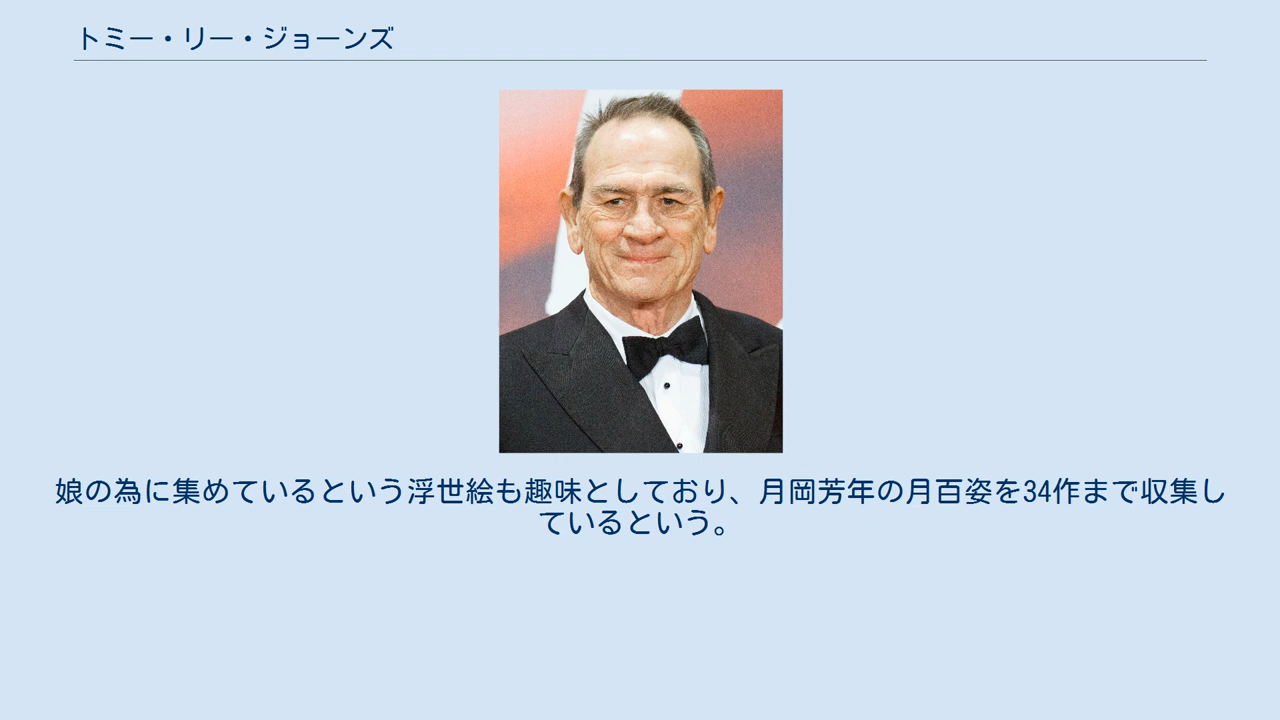 トミー・リー・ジョーンズ
娘の為に集めているという浮世絵も趣味としており、月岡芳年の月百姿を34作まで収集し
ているという。